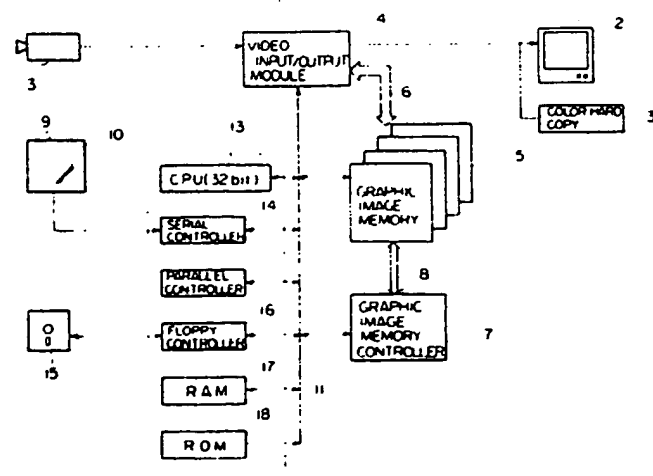 4
2
VIDEO
INPUT/OUTPUT
MODULE
3
6
COLOR HARD
COPY
3
9
10
13
5
CPU(32bit)
GRAPHIC
IMAGE
MEMORY
14
SERIAL
CONTROLLER
PARALLEL
CONTROLLER
8
16
GRAPHIC
IMAGE
MEMORY
CONTROLLER
7
FLOPPY
CONTROLLER
15
17
RAM
11
18
ROM